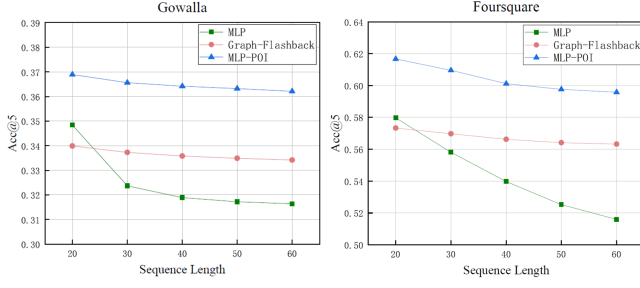 Gowalla
0.39
0.38
0.37
0.36
0.35
0.34
0.33
0.32
0.31
0.30
Acc@5
20 30 40 50 60
Sequence Length
MLP
Graph-Flashback
MLP-POI
Foursquare
0.64
0.62
0.60
0.58
0.56
0.54
0.52
0.50
Acc@5
20 30 40 50 60
Sequence Length
MLP
Graph-Flashback
MLP-POI